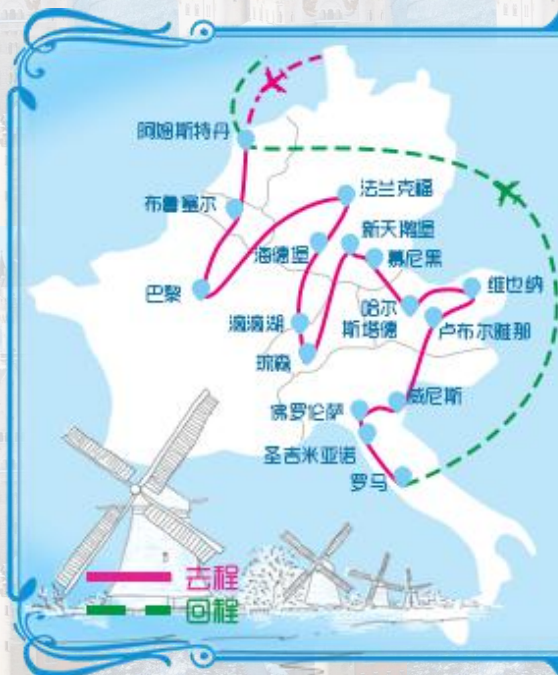 阿姆斯特丹
布鲁塞尔
巴黎
法兰克福
海德堡
滴滴湖
琉森
新天鹅堡
慕尼黑
哈尔
斯塔德
维也纳
卢布尔雅那
威尼斯
佛罗伦萨
圣吉米亚诺
罗马
去程
回程